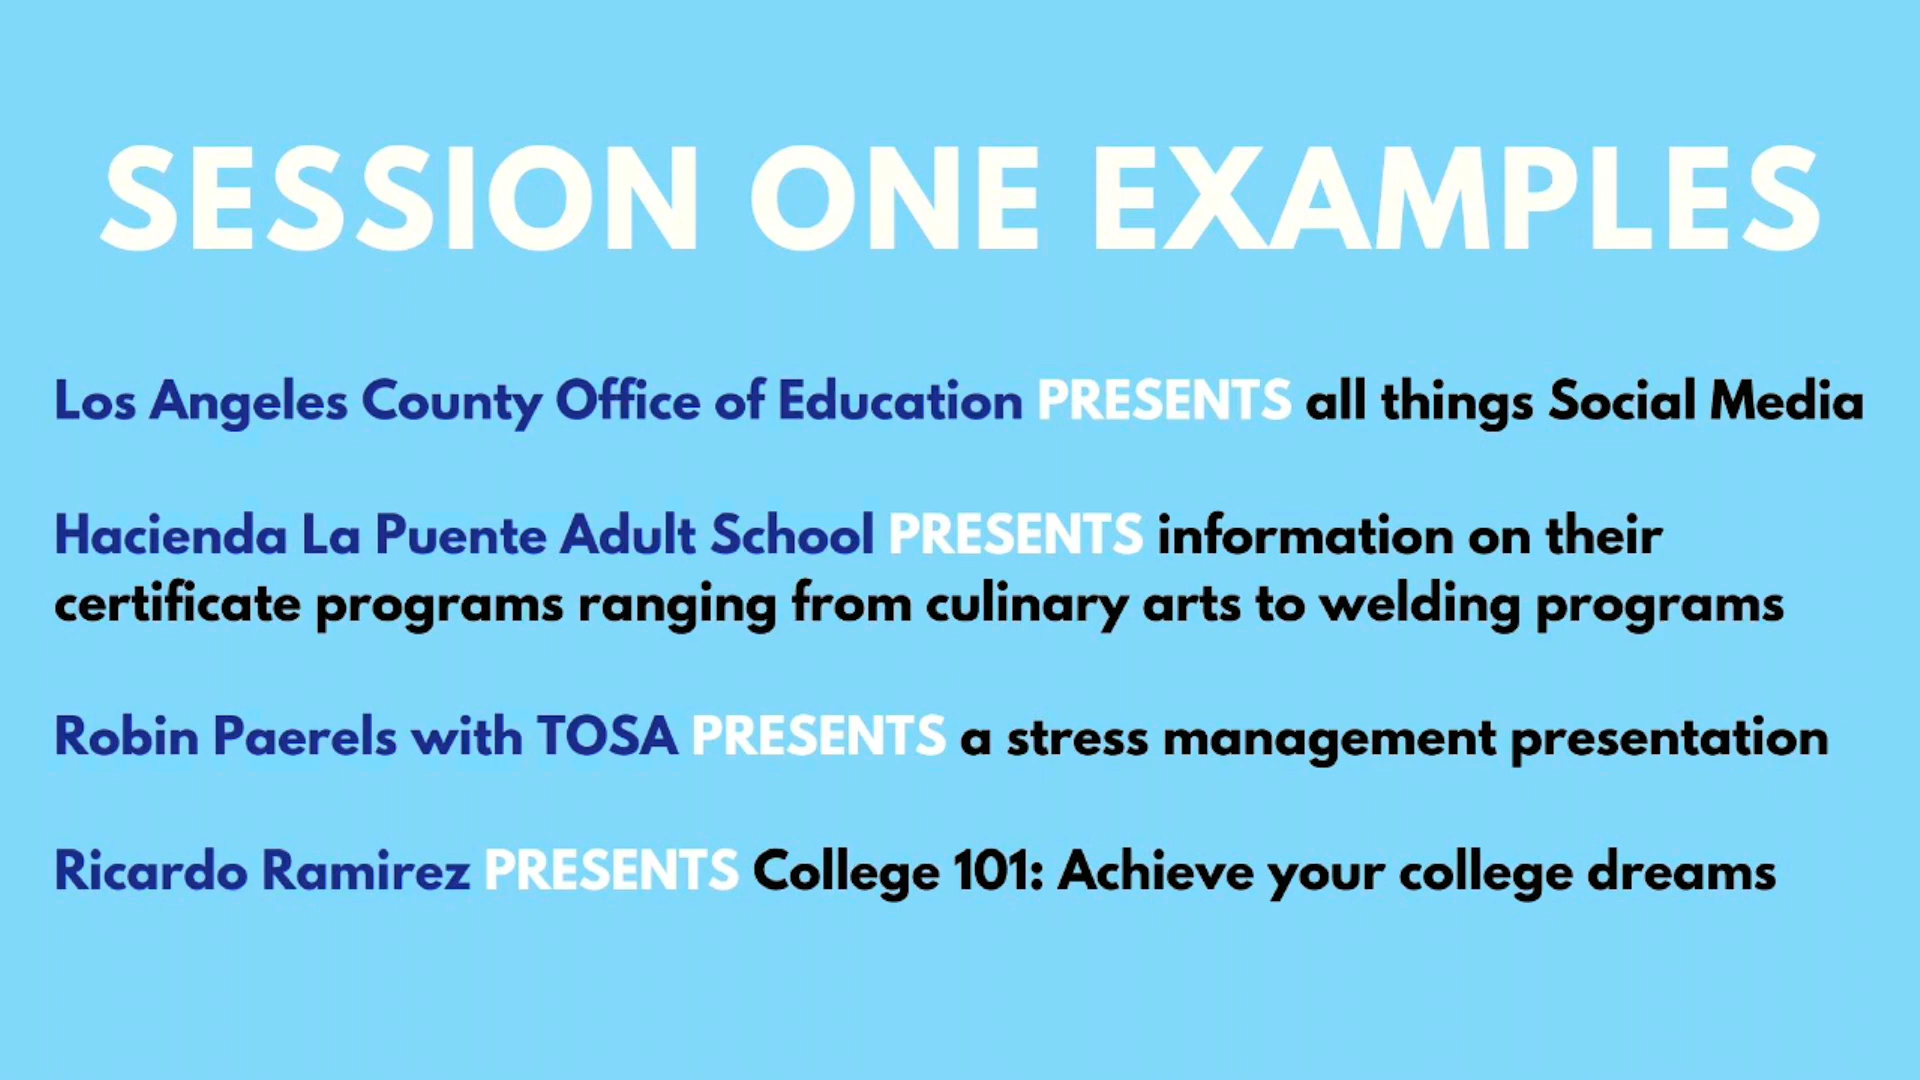 SESSION ONE EXAMPLES
Los Angeles County Office of Education PRESENTS all things Social Media
Hacienda La Puente Adult School PRESENTS information on their
certificate programs ranging from culinary arts to welding programs
Robin Paerels with TOSA PRESENTS a stress management presentation
Ricardo Ramirez PRESENTS College 101: Achieve your college dreams